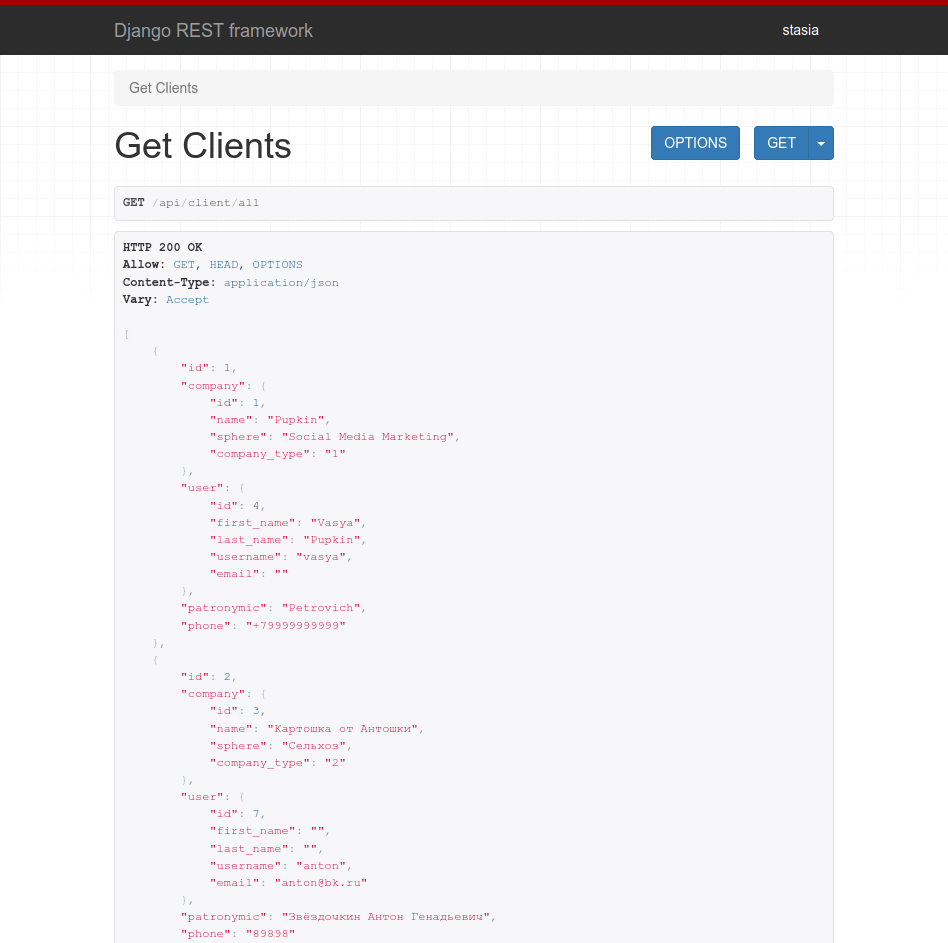 Django REST framework
stasia
Get Clients
Get Clients
OPTIONS
GET
GET /api/client/all
HTTP 200 OK
Allow: GET, HEAD, OPTIONS
Content-Type: application/json
Vary: Accept
[
    {
        "id": 1,
        "company": {
            "id": 1,
            "name": "Pupkin",
            "sphere": "Social Media Marketing",
            "company_type": "1"
        },
        "user": {
            "id": 4,
            "first_name": "Vasya",
            "last_name": "Pupkin",
            "username": "vasya",
            "email": ""
        },
        "patronymic": "Petrovich",
        "phone": "+79999999999"
    },
    {
        "id": 2,
        "company": {
            "id": 3,
            "name": "Картошка от Антошки",
            "sphere": "Сельхоз",
            "company_type": "2"
        },
        "user": {
            "id": 7,
            "first_name": "",
            "last_name": "",
            "username": "anton",
            "email": "anton@bk.ru"
        },
        "patronymic": "Звёздочкин Антон Генадьевич",
        "phone": "89898"